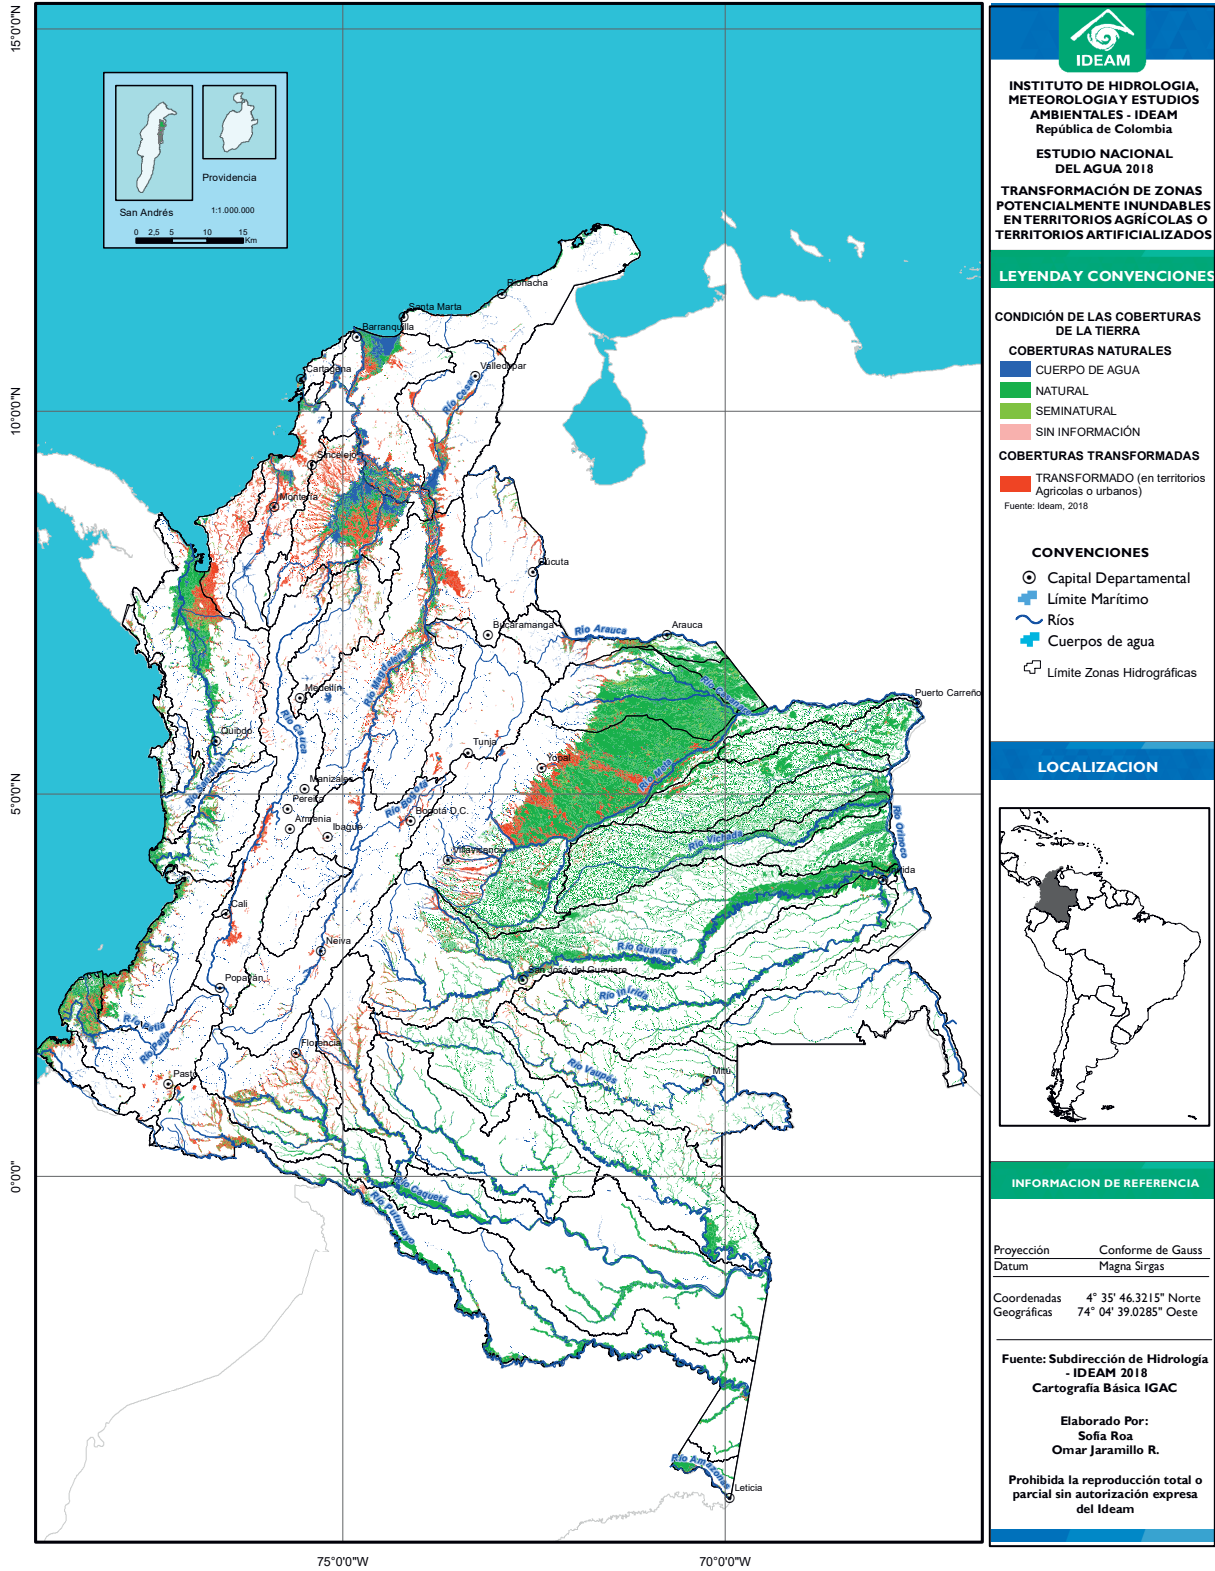 15°0'0"N
10°0'0"N
5°0'0"N
0°0'0"
75°0'0"W
70°0'0"W
San Andrés
Providencia
1:1.000.000
0 2,5 5 10 15
Km
Riohacha
Santa Marta
Barranquilla
Cartagena
Valledupar
Río Cesar
Sincelejo
Montería
Cúcuta
Bucaramanga
Río Arauca
Arauca
Río Magdalena
Medellín
Río Cauca
Río Casanare
Puerto Carreño
Quibdó
Tunja
Yopal
Río Meta
Manizales
Pereira
Armenia
Ibagué
Río Bogotá
Bogotá D.C.
Villavicencio
Río Vichada
Río Orinoco
Cali
Neiva
Río Guaviare
San José del Guaviare
Río Inírida
Popayán
Río Patía
Río Patía
Florencia
Pasto
Río Vaupés
Mitú
Río Caquetá
Río Putumayo
Río Amazonas
Leticia
IDEAM
INSTITUTO DE HIDROLOGIA,
METEOROLOGIA Y ESTUDIOS
AMBIENTALES - IDEAM
República de Colombia
ESTUDIO NACIONAL
DEL AGUA 2018
TRANSFORMACIÓN DE ZONAS
POTENCIALMENTE INUNDABLES
EN TERRITORIOS AGRÍCOLAS O
TERRITORIOS ARTIFICIALIZADOS
LEYENDA Y CONVENCIONES
CONDICIÓN DE LAS COBERTURAS
DE LA TIERRA
COBERTURAS NATURALES
CUERPO DE AGUA
NATURAL
SEMINATURAL
SIN INFORMACIÓN
COBERTURAS TRANSFORMADAS
TRANSFORMADO (en territorios
Agricolas o urbanos)
Fuente: Ideam, 2018
CONVENCIONES
Capital Departamental
Límite Marítimo
Ríos
Cuerpos de agua
Límite Zonas Hidrográficas
LOCALIZACION
INFORMACION DE REFERENCIA
Proyección Conforme de Gauss
Datum Magna Sirgas
Coordenadas 4° 35' 46.3215" Norte
Geográficas 74° 04' 39.0285" Oeste
Fuente: Subdirección de Hidrología
- IDEAM 2018
Cartografía Básica IGAC
Elaborado Por:
Sofia Roa
Omar Jaramillo R.
Prohibida la reproducción total o
parcial sin autorización expresa
del Ideam